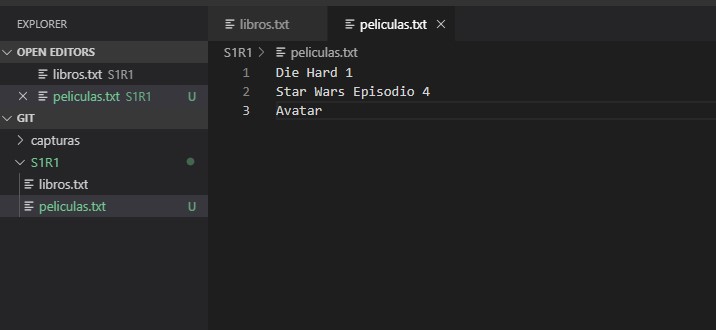 EXPLORER
OPEN EDITORS
libros.txt S1R1
peliculas.txt S1R1 U
GIT
capturas
S1R1
libros.txt
peliculas.txt U
libros.txt peliculas.txt
S1R1 > peliculas.txt
1 Die Hard 1
2 Star Wars Episodio 4
3 Avatar